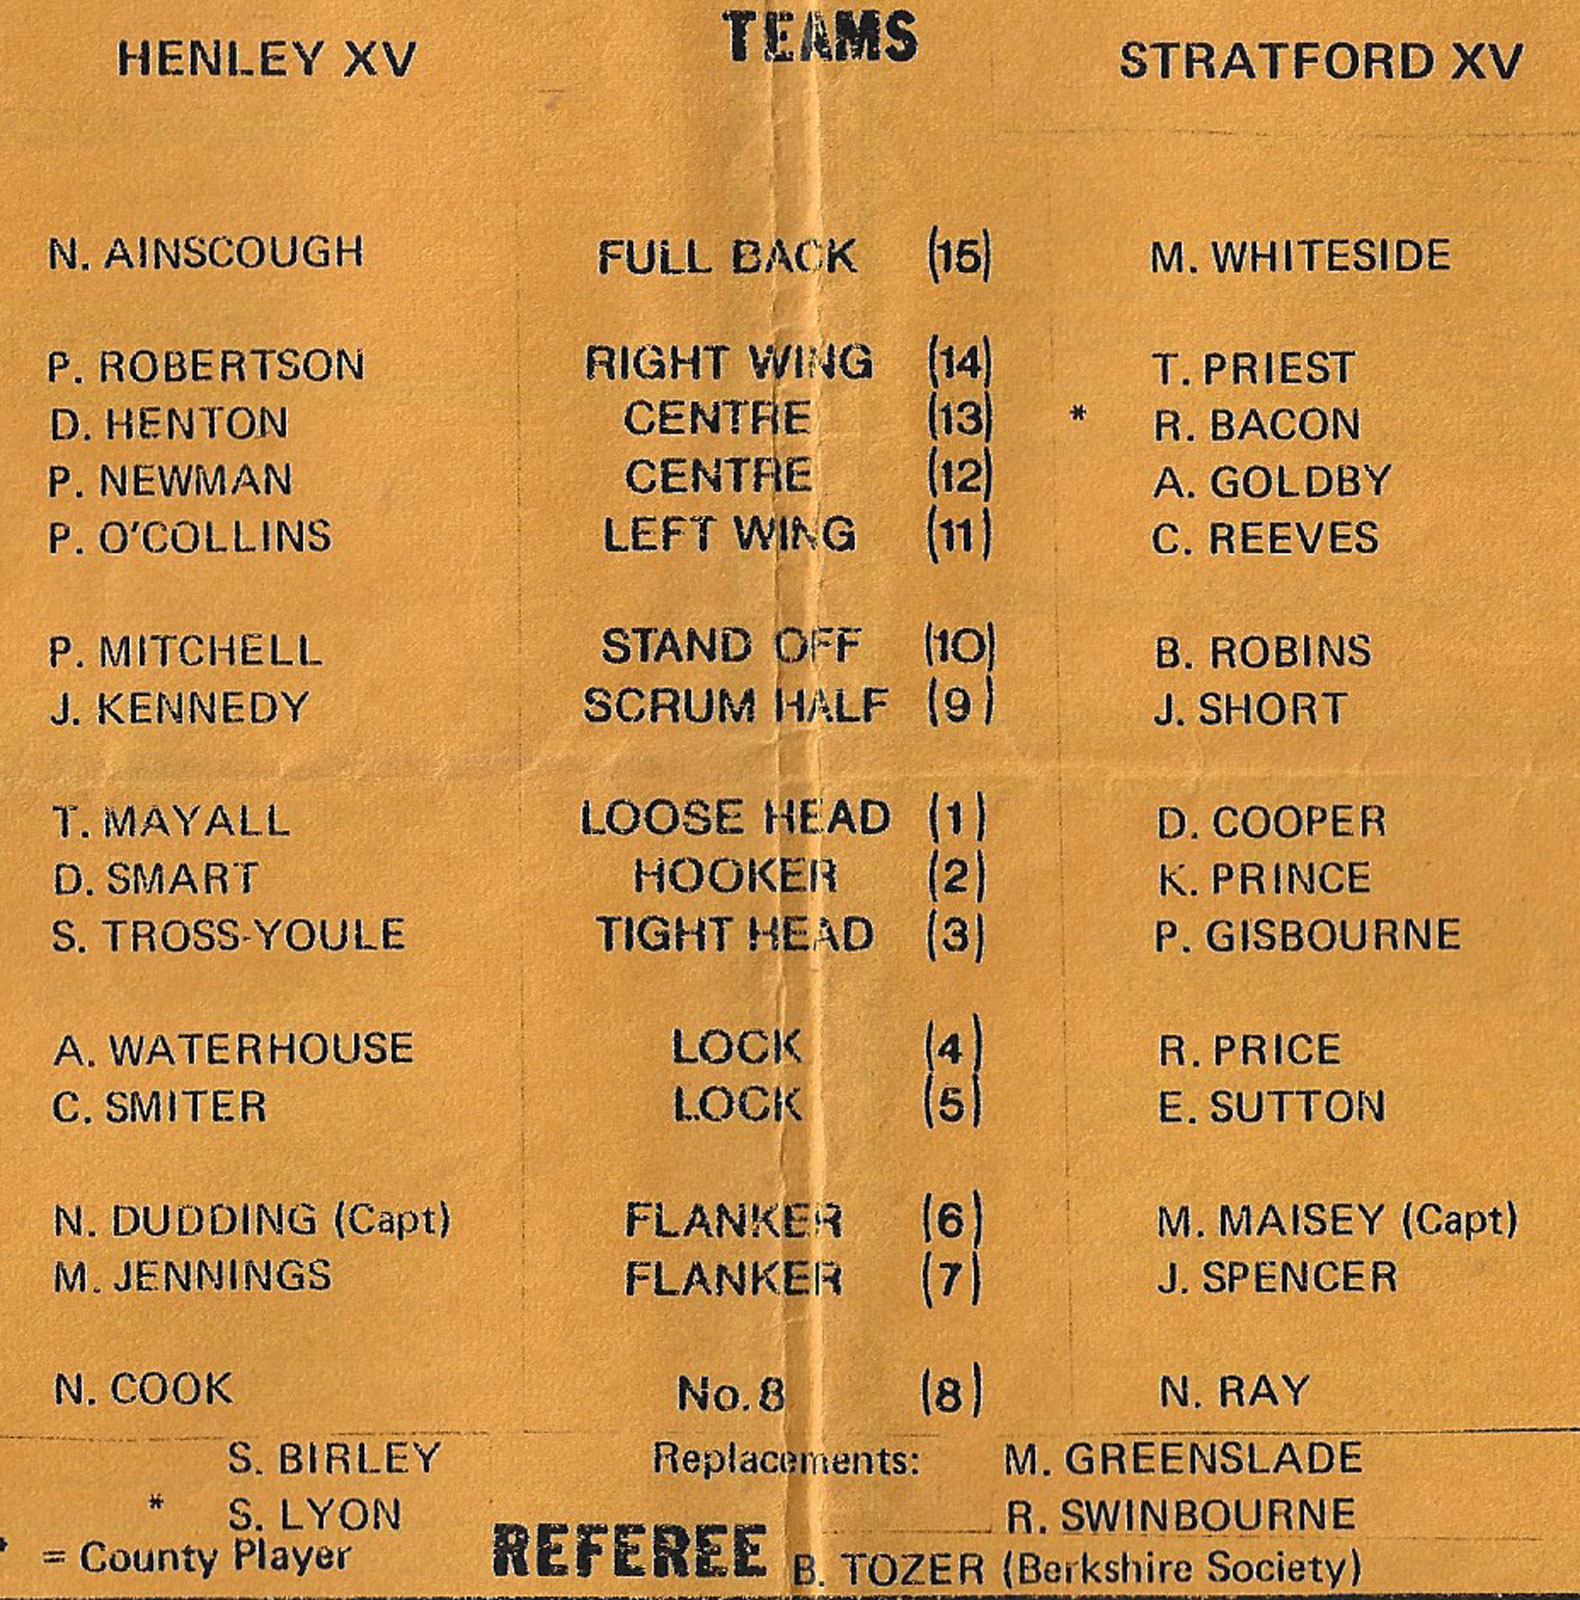 TEAMS
HENLEY XV STRATFORD XV
N. AINSCOUGH FULL BACK (15) M. WHITESIDE
P. ROBERTSON RIGHT WING (14) T. PRIEST
D. HENTON CENTRE (13) * R. BACON
P. NEWMAN CENTRE (12) A. GOLDBY
P. O'COLLINS LEFT WING (11) C. REEVES
P. MITCHELL STAND OFF (10) B. ROBINS
J. KENNEDY SCRUM HALF (9) J. SHORT
T. MAYALL LOOSE HEAD (1) D. COOPER
D. SMART HOOKER (2) K. PRINCE
S. TROSS-YOULE TIGHT HEAD (3) P. GISBOURNE
A. WATERHOUSE LOCK (4) R. PRICE
C. SMITER LOCK (5) E. SUTTON
N. DUDDING (Capt) FLANKER (6) M. MAISEY (Capt)
M. JENNINGS FLANKER (7) J. SPENCER
N. COOK No. 8 (8) N. RAY
S. BIRLEY Replacements: M. GREENSLADE
* S. LYON R. SWINBOURNE
* = County Player REFEREE B. TOZER (Berkshire Society)